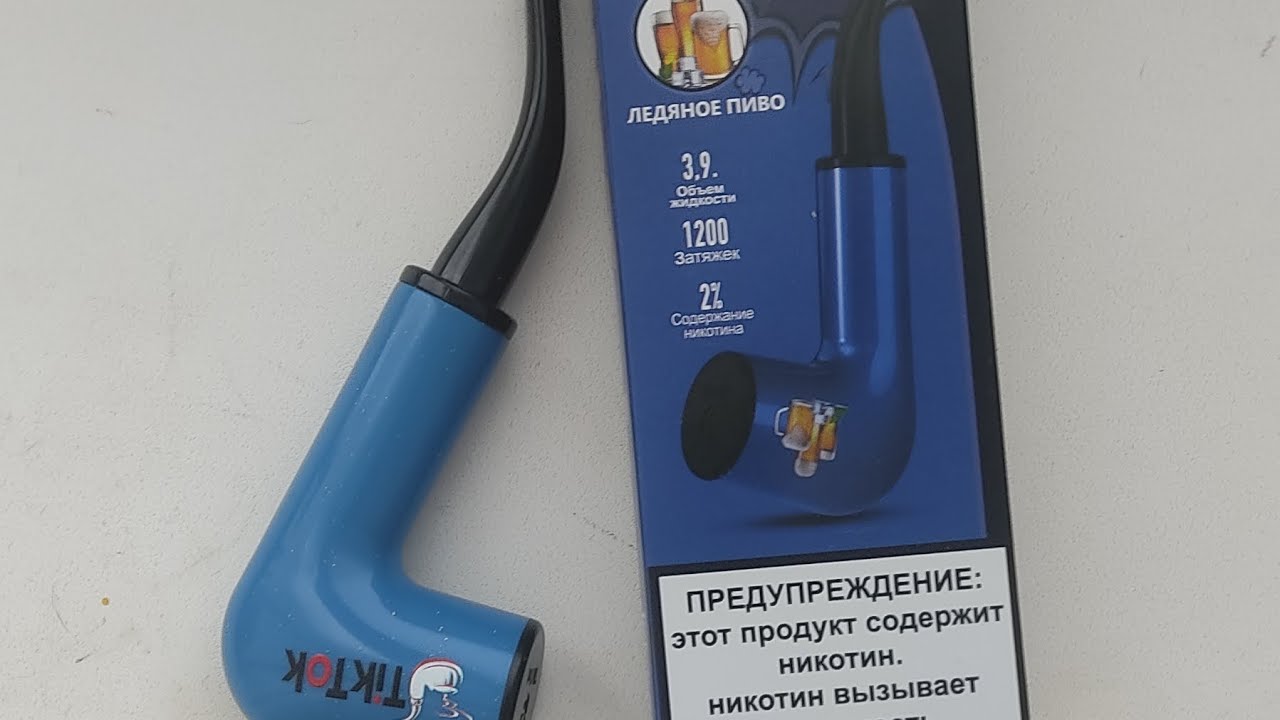 ЛЕДЯНОЕ ПИВО
3,9.
Объем
жидкости
1200
Затяжек
2%
Содержание
никотина
ПРЕДУПРЕЖДЕНИЕ:
этот продукт содержит
никотин.
никотин вызывает
TikTok